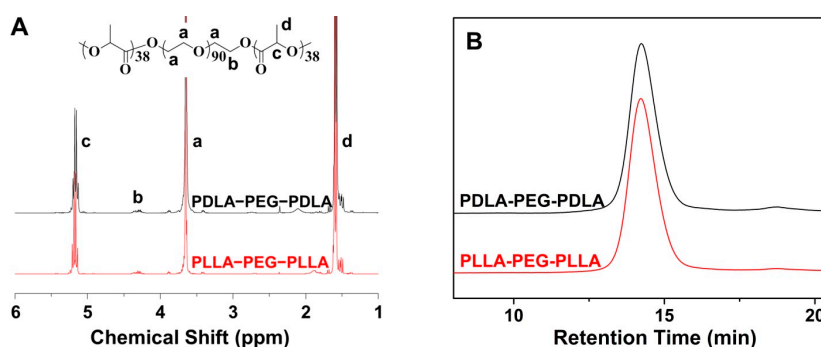 A
d
a
a
O
O
38
O
O
90
O
O
c
O
38
O
a
b
c
a
d
b
PDLA-PEG-PDLA
PLLA-PEG-PLLA
6
5
4
3
2
1
Chemical Shift (ppm)
B
PDLA-PEG-PDLA
PLLA-PEG-PLLA
10
15
20
Retention Time (min)